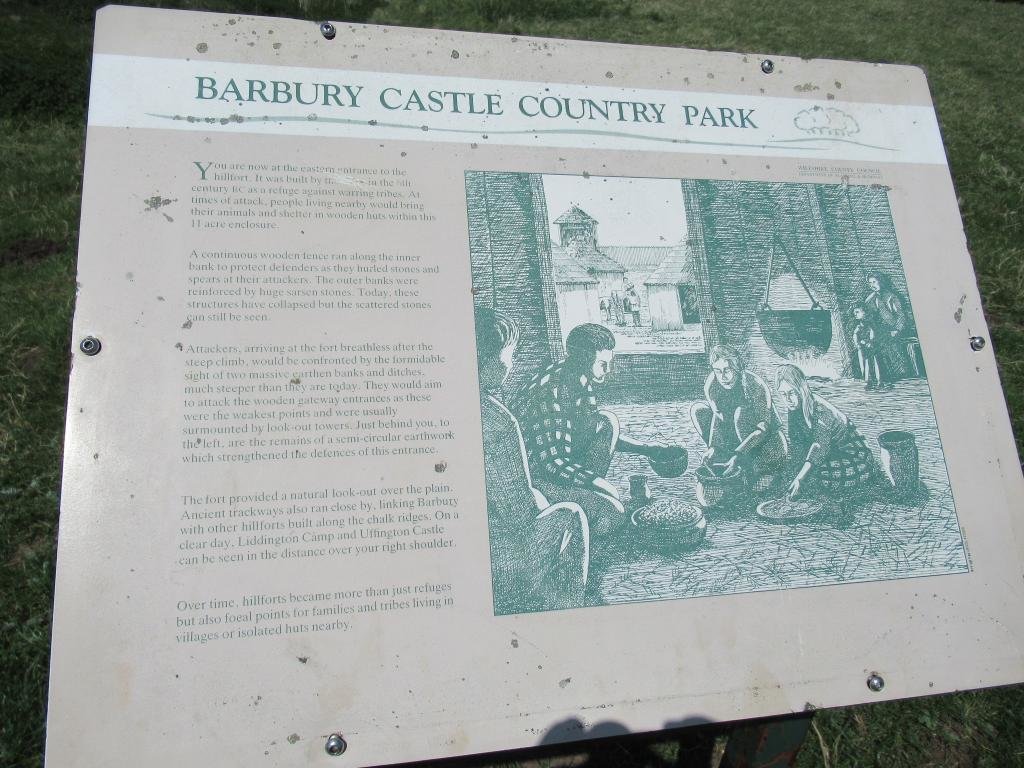 BARBURY CASTLE COUNTRY PARK
WILTSHIRE COUNTY COUNCIL
You are now at the eastern entrance to the
hillfort. It was built by in the 6th
century BC as a refuge against warring tribes. At
times of attack, people living nearby would bring
their animals and shelter in wooden huts within this
11 acre enclosure.
A continuous wooden fence ran along the inner
bank to protect defenders as they hurled stones and
spears at their attackers. The outer banks were
reinforced by huge sarsen stones. Today, these
structures have collapsed but the scattered stones
can still be seen.
Attackers, arriving at the fort breathless after the
steep climb, would be confronted by the formidable
sight of two massive earthen banks and ditches,
much steeper than they are today. They would aim
to attack the wooden gateway entrances as these
were the weakest points and were usually
surmounted by look-out towers. Just behind you, to
the left, are the remains of a semi-circular earthwork
which strengthened the defences of this entrance.
The fort provided a natural look-out over the plain.
Ancient trackways also ran close by, linking Barbury
with other hillforts built along the chalk ridges. On a
clear day, Liddington Camp and Uffington Castle
can be seen in the distance over your right shoulder.
Over time, hillforts became more than just refuges
but also focal points for families and tribes living in
villages or isolated huts nearby.